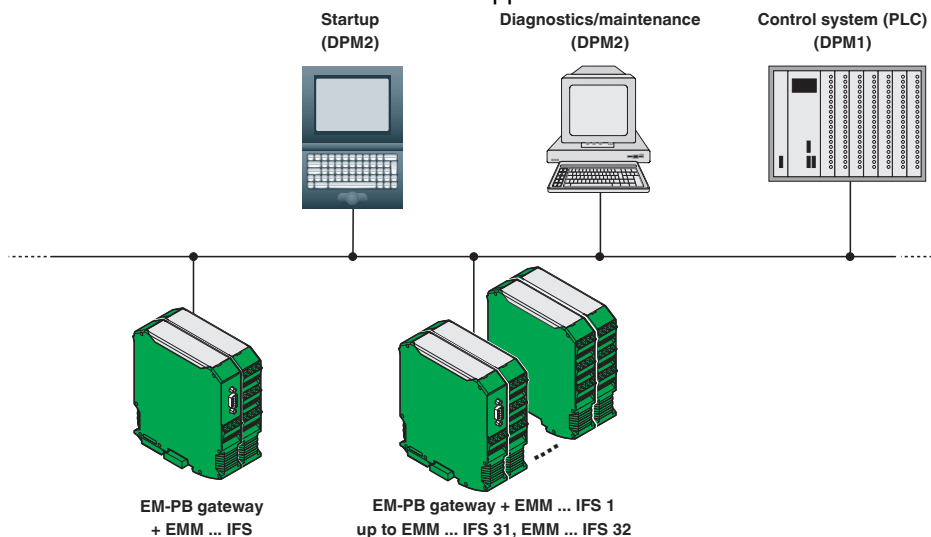 Startup
(DPM2)
Diagnostics/maintenance
(DPM2)
Control system (PLC)
(DPM1)
EM-PB gateway
+ EMM ... IFS
EM-PB gateway + EMM ... IFS 1
up to EMM ... IFS 31, EMM ... IFS 32